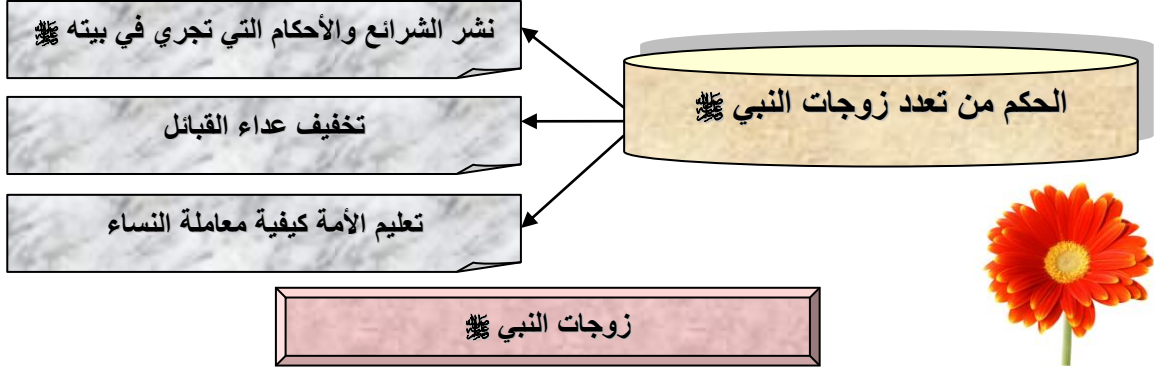 الحكم من تعدد زوجات النبي ﷺ
نشر الشرائع والأحكام التي تجري في بيته ﷺ
تخفيف عداء القبائل
تعليم الأمة كيفية معاملة النساء
زوجات النبي ﷺ